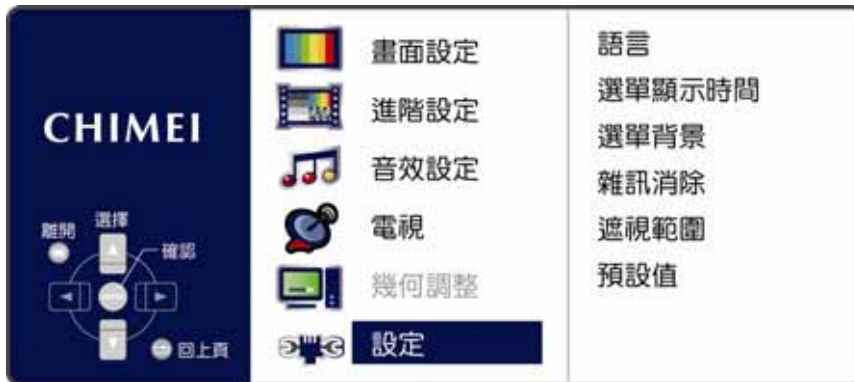 CHIMEI
離開
選擇
確認
回上頁
畫面設定
進階設定
音效設定
電視
幾何調整
設定
語言
選單顯示時間
選單背景
雜訊消除
遮視範圍
預設值